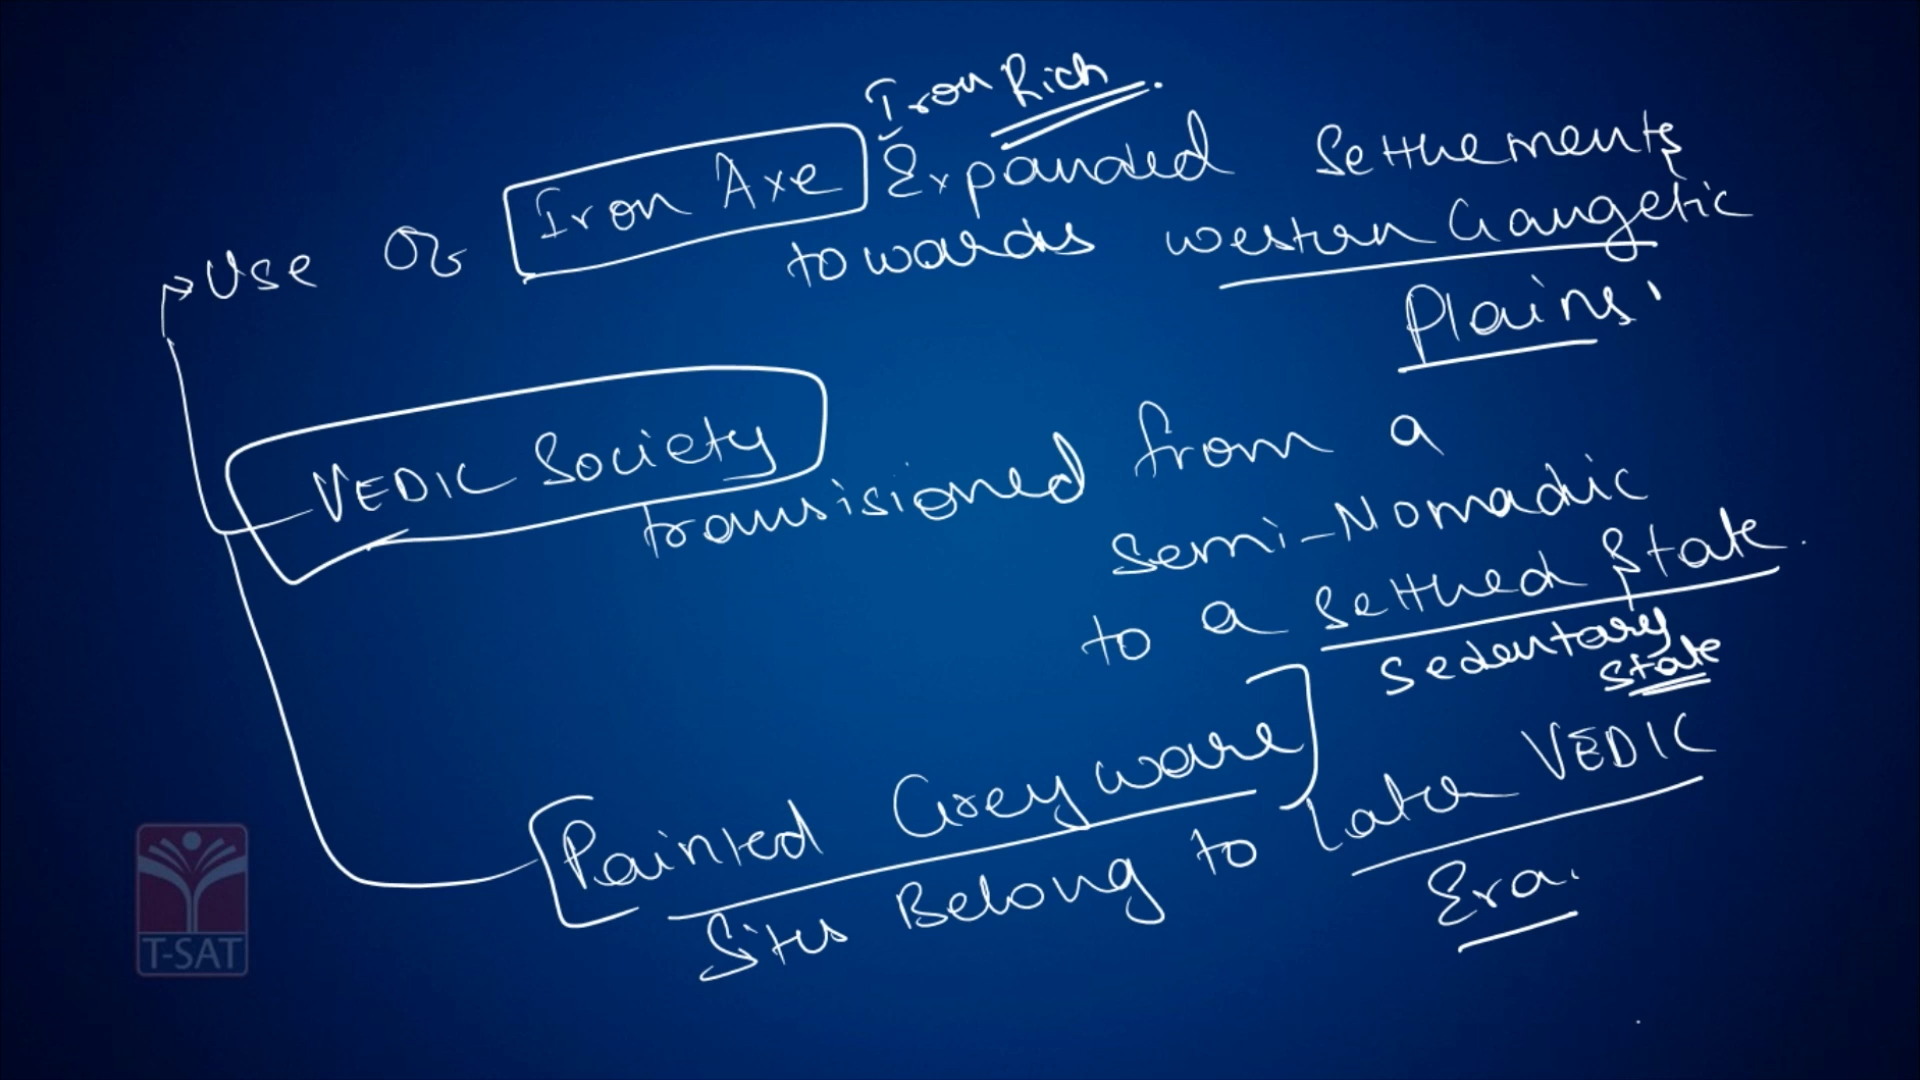 Iron Rich.
Use of Iron Axe Expanded Settlements
towards western Gangetic
Plains.
VEDIC Society transisioned from a
Semi-Nomadic
to a Settled State.
Sedentary
State
Painted Greyware
Sites Belong to Later VEDIC
Era.
T-SAT